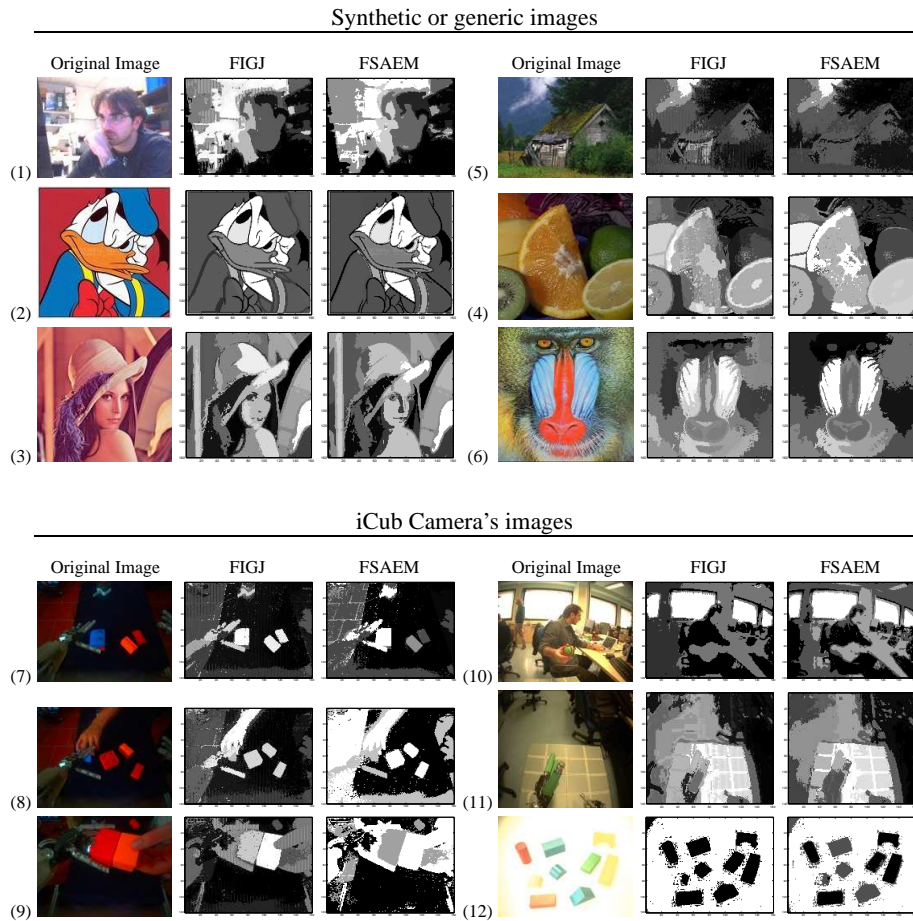 Synthetic or generic images
Original Image FIGJ FSAEM Original Image FIGJ FSAEM
(1) (5)
(2) (4)
(3) (6)
iCub Camera's images
Original Image FIGJ FSAEM Original Image FIGJ FSAEM
(7) (10)
(8) (11)
(9) (12)